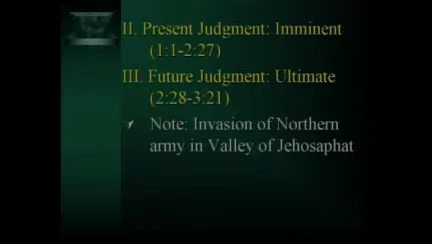 II. Present Judgment: Imminent
(1:1-2:27)
III. Future Judgment: Ultimate
(2:28-3:21)
Note: Invasion of Northern
army in Valley of Jehosaphat